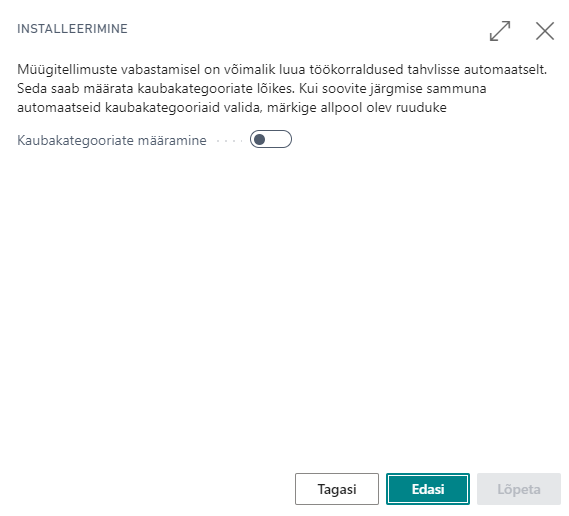 INSTALLEERIMINE
Müügitellimuste vabastamisel on võimalik luua töökorraldused tahvlisse automaatselt.
Seda saab määrata kaubakategooriate lõikes. Kui soovite järgmise sammuna
automaatseid kaubakategooriaid valida, märkige allpool olev ruuduke
Kaubakategooriate määramine
Tagasi Edasi Lõpeta